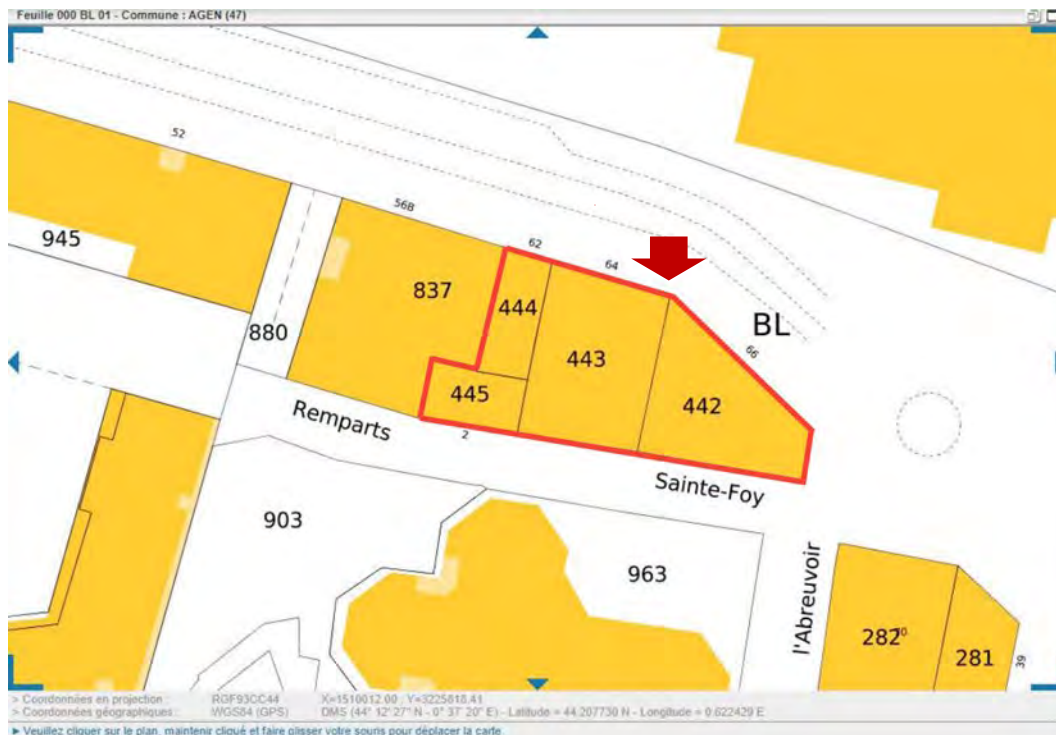 Feuille 000 BL 01 - Commune : AGEN (47)
52
56B
945
62
64
837
444
BL
880
443
66
445
442
Remparts
2
Sainte-Foy
903
963
l'Abreuvoir
282
70
281
39
> Coordonnées en projection : RGF93CC44 X=1510012.00 ; Y=3225818.41
> Coordonnées géographiques : WGS84 (GPS) DMS (44° 12' 27" N - 0° 37' 20" E) - Latitude = 44.207730 N - Longitude = 0.622429 E
► Veuillez cliquer sur le plan, maintenir cliqué et faire glisser votre souris pour déplacer la carte.